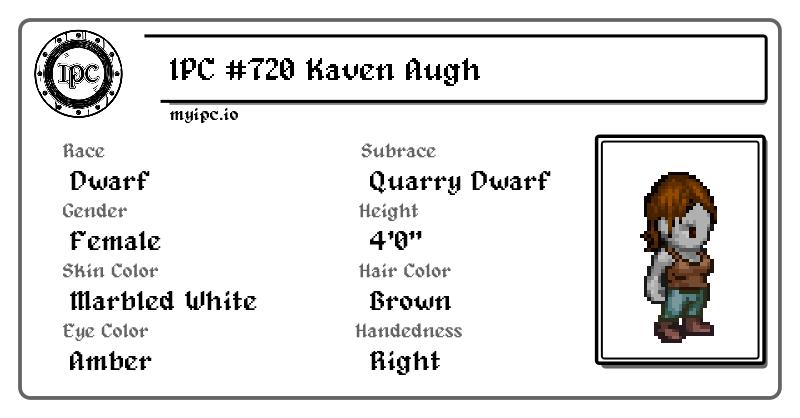 IPC
IPC #720 Kaven Augh
myipc.io
Race
Dwarf
Subrace
Quarry Dwarf
Gender
Female
Height
4'0"
Skin Color
Marbled White
Hair Color
Brown
Eye Color
Amber
Handedness
Right